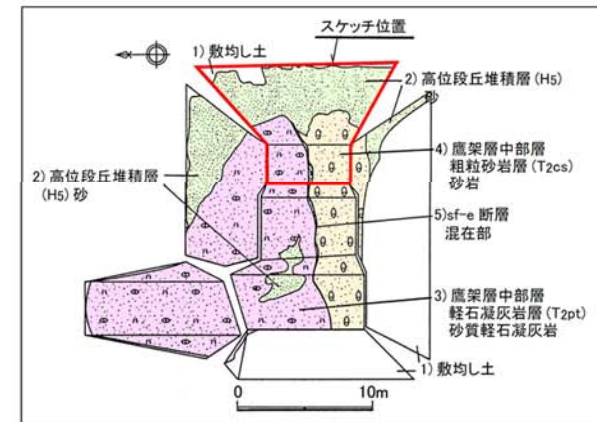 スケッチ位置
1) 敷均し土
2) 高位段丘堆積層(H5)
砂
4) 鷹架層中部層
粗粒砂岩層(T2cs)
砂岩
2) 高位段丘堆積層
(H5)砂
5)sf-e 断層
混在部
3) 鷹架層中部層
軽石凝灰岩層(T2pt)
砂質軽石凝灰岩
1) 敷均し土
0 10m